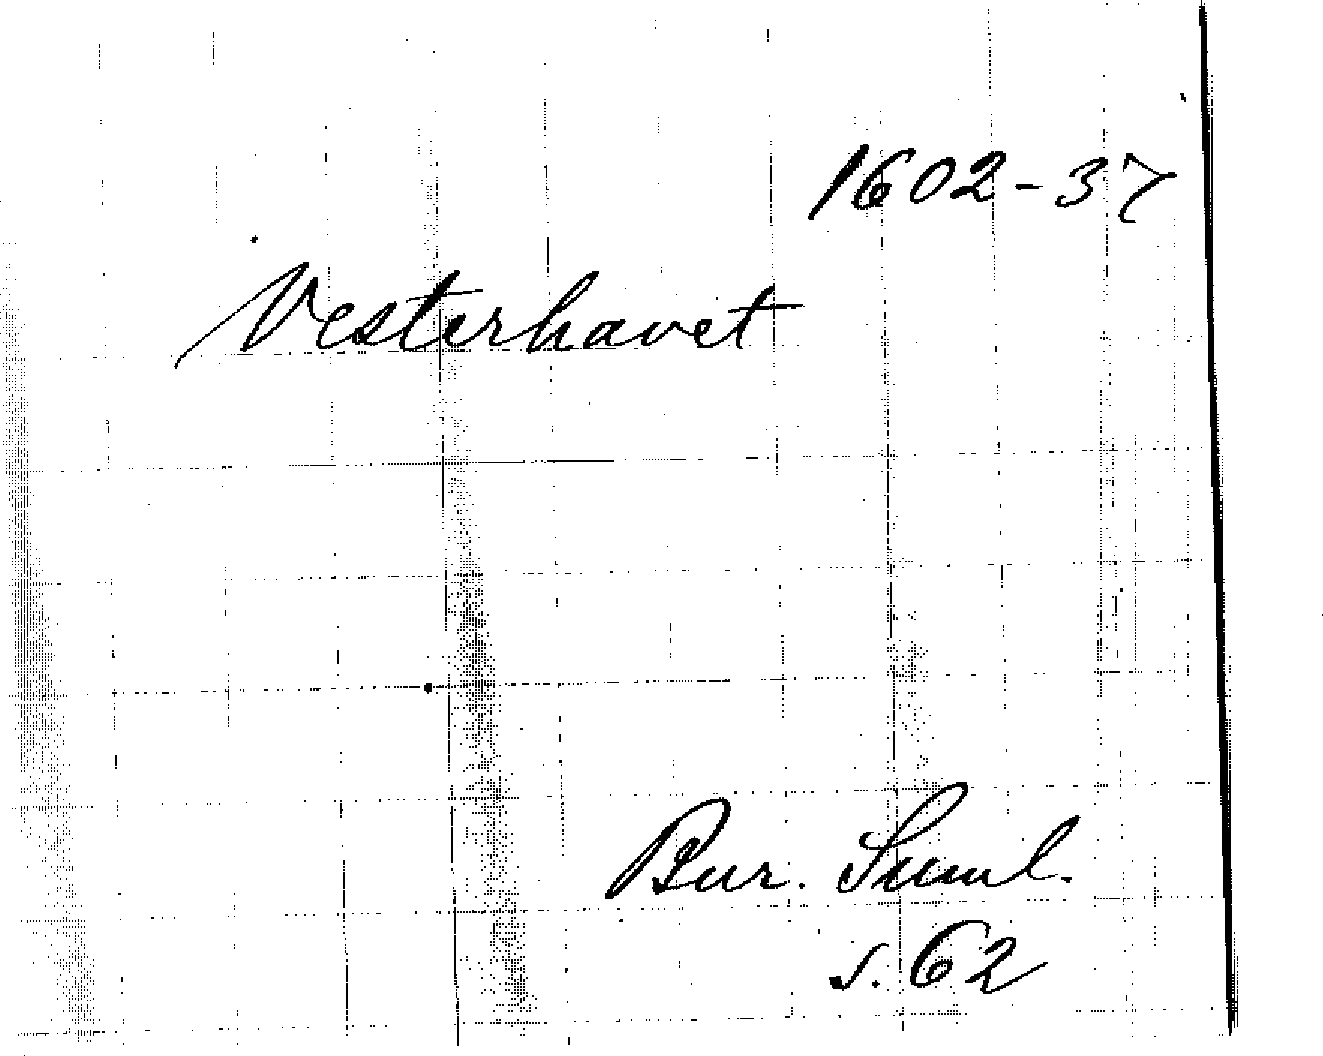 1602-37
Vesterhavet
Bur. Saml.
s. 62